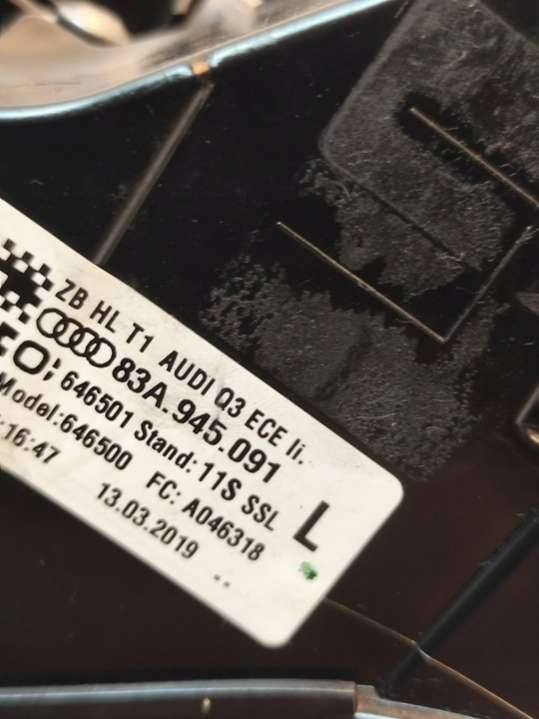 ZB HL T1 AUDI Q3 ECE li.
83A.945.091
646501 Stand: 11S SSL L
Model:646500 FC: A046318
16:47 13.03.2019 ..